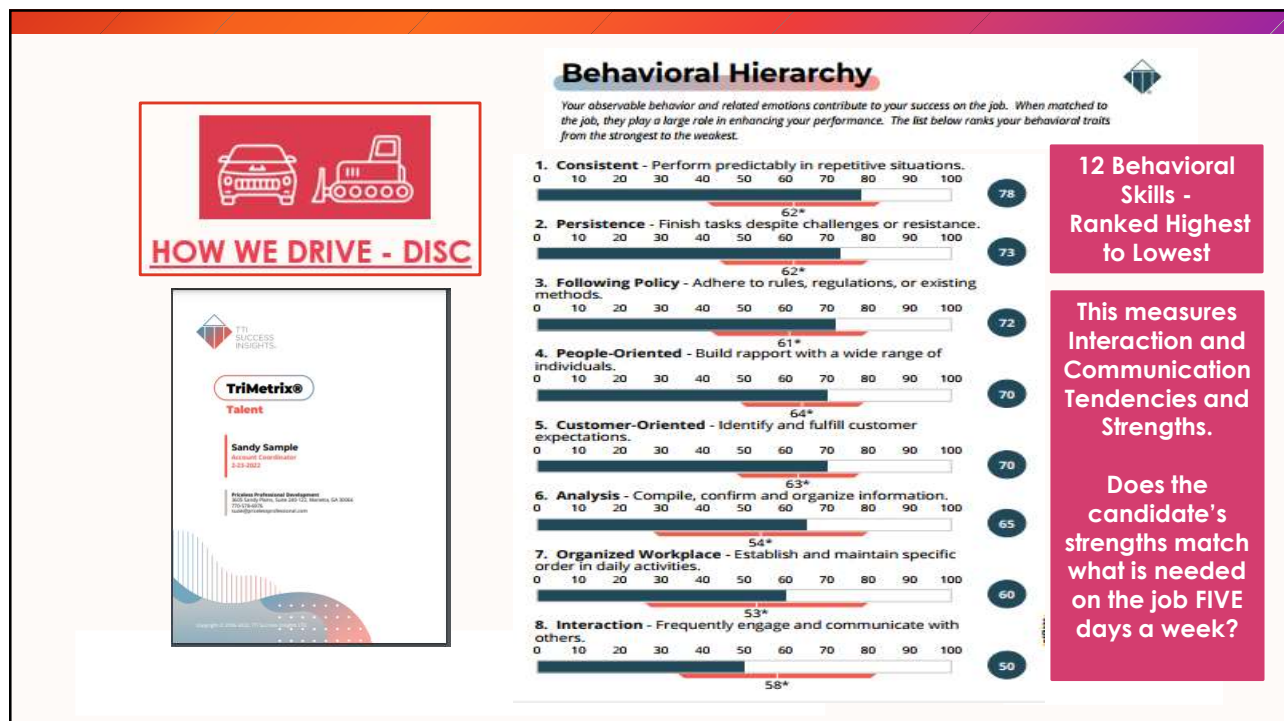 HOW WE DRIVE - DISC
TTI
SUCCESS
INSIGHTS
TriMetrix®
Talent
Sandy Sample
Account Coordinator
2-23-2022
Priceless Professional Development
770-578-6976
suzie@pricelessprofessional.com
Behavioral Hierarchy
Your observable behavior and related emotions contribute to your success on the job. When matched to
the job, they play a large role in enhancing your performance. The list below ranks your behavioral traits
from the strongest to the weakest.
1. Consistent - Perform predictably in repetitive situations.
0 10 20 30 40 50 60 70 80 90 100
78
62*
2. Persistence - Finish tasks despite challenges or resistance.
0 10 20 30 40 50 60 70 80 90 100
73
62*
3. Following Policy - Adhere to rules, regulations, or existing
methods.
0 10 20 30 40 50 60 70 80 90 100
72
61*
4. People-Oriented - Build rapport with a wide range of
individuals.
0 10 20 30 40 50 60 70 80 90 100
70
64*
5. Customer-Oriented - Identify and fulfill customer
expectations.
0 10 20 30 40 50 60 70 80 90 100
70
63*
6. Analysis - Compile, confirm and organize information.
0 10 20 30 40 50 60 70 80 90 100
65
54*
7. Organized Workplace - Establish and maintain specific
order in daily activities.
0 10 20 30 40 50 60 70 80 90 100
60
53*
8. Interaction - Frequently engage and communicate with
others.
0 10 20 30 40 50 60 70 80 90 100
50
58*
12 Behavioral
Skills -
Ranked Highest
to Lowest
This measures
Interaction and
Communication
Tendencies and
Strengths.
Does the
candidate's
strengths match
what is needed
on the job FIVE
days a week?